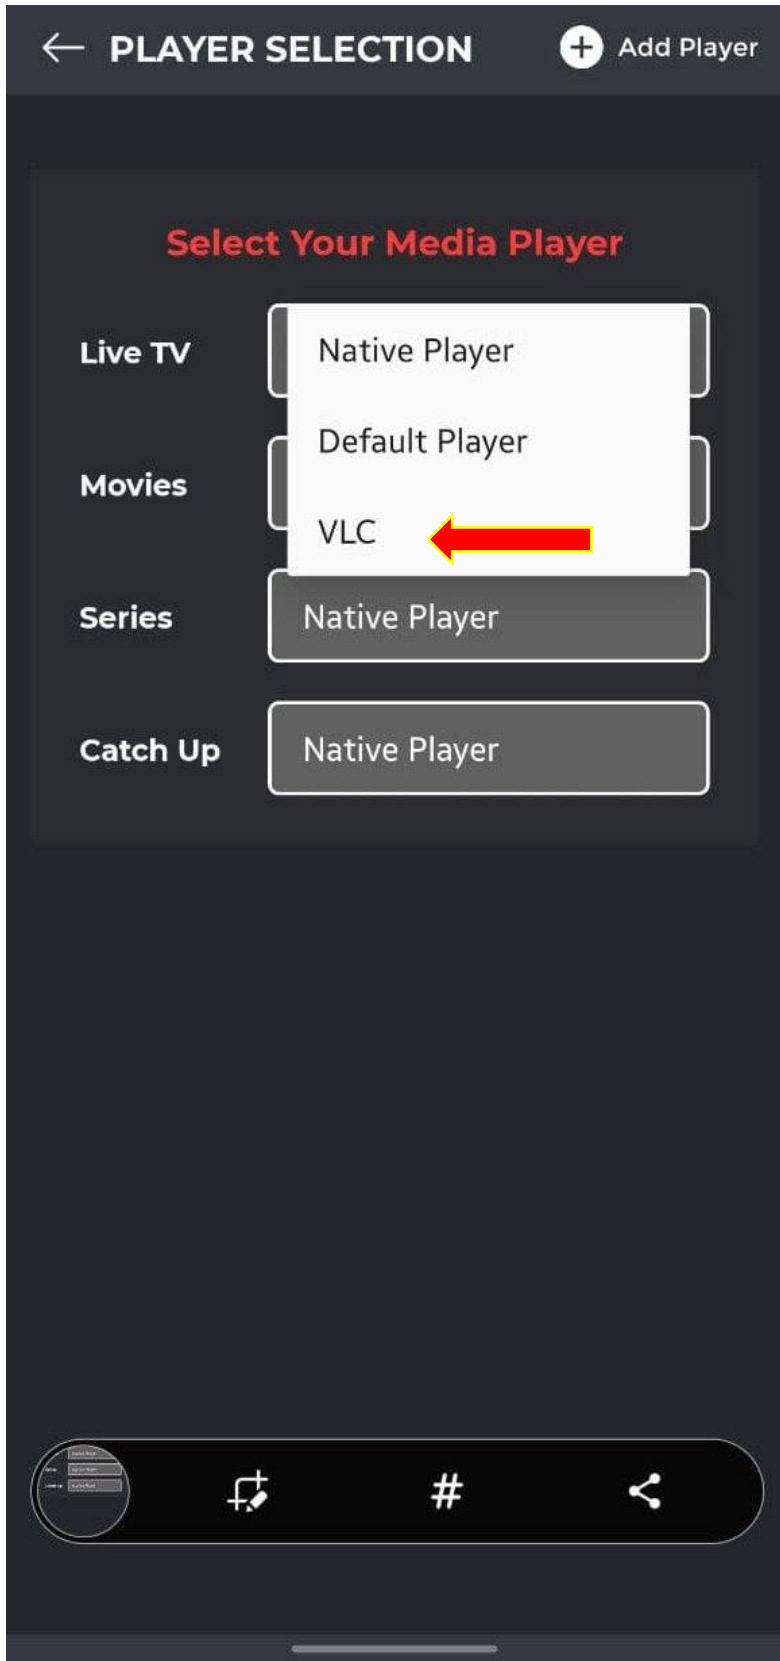 PLAYER SELECTION
Add Player
Select Your Media Player
Live TV
Native Player
Default Player
Movies
VLC
Series
Native Player
Catch Up
Native Player
#